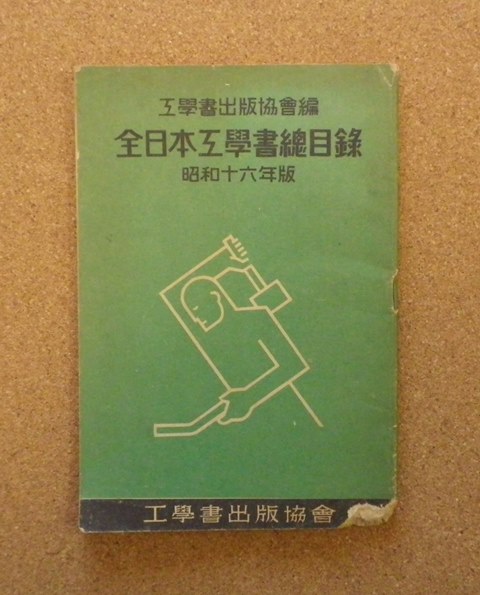 工學書出版協會編
全日本工學書總目錄
昭和十六年版
工學書出版協會